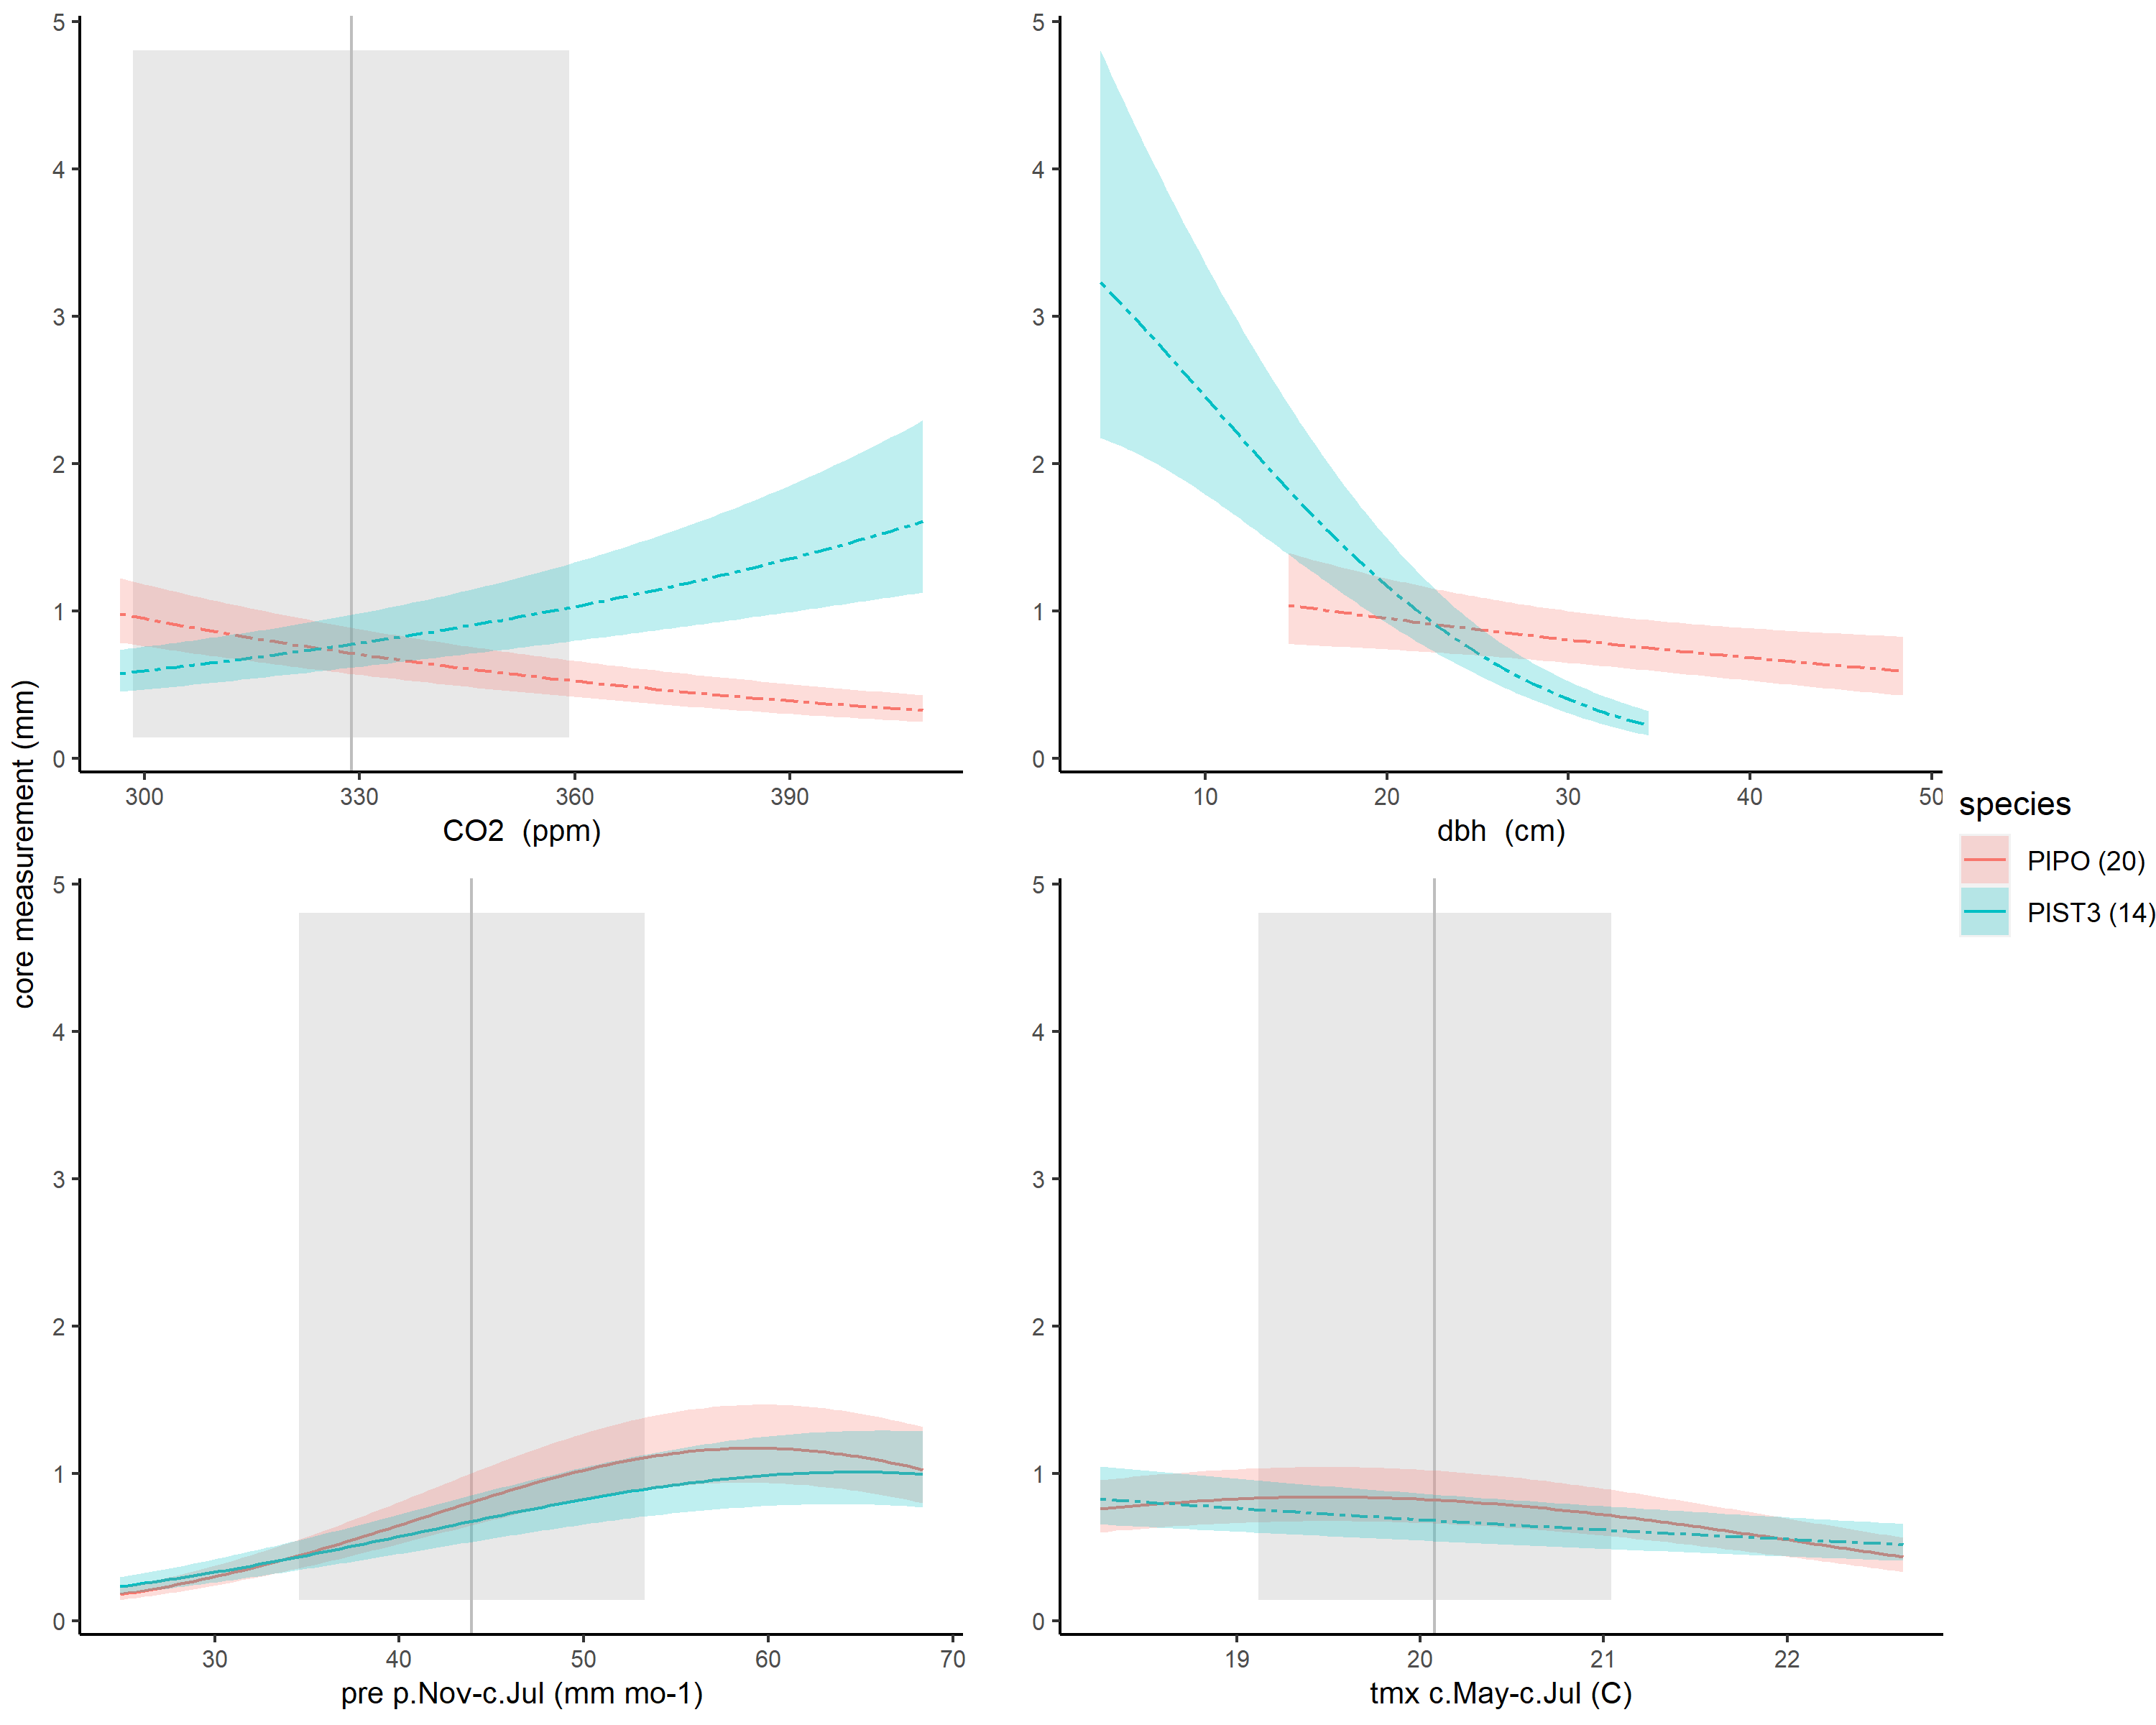 core measurement (mm)
5
4
3
2
1
0
300 330 360 390
CO2 (ppm)
5
4
3
2
1
0
10 20 30 40 50
dbh (cm)
5
4
3
2
1
0
30 40 50 60 70
pre p.Nov-c.Jul (mm mo-1)
5
4
3
2
1
0
19 20 21 22
tmx c.May-c.Jul (C)
species
PIPO (20)
PIST3 (14)